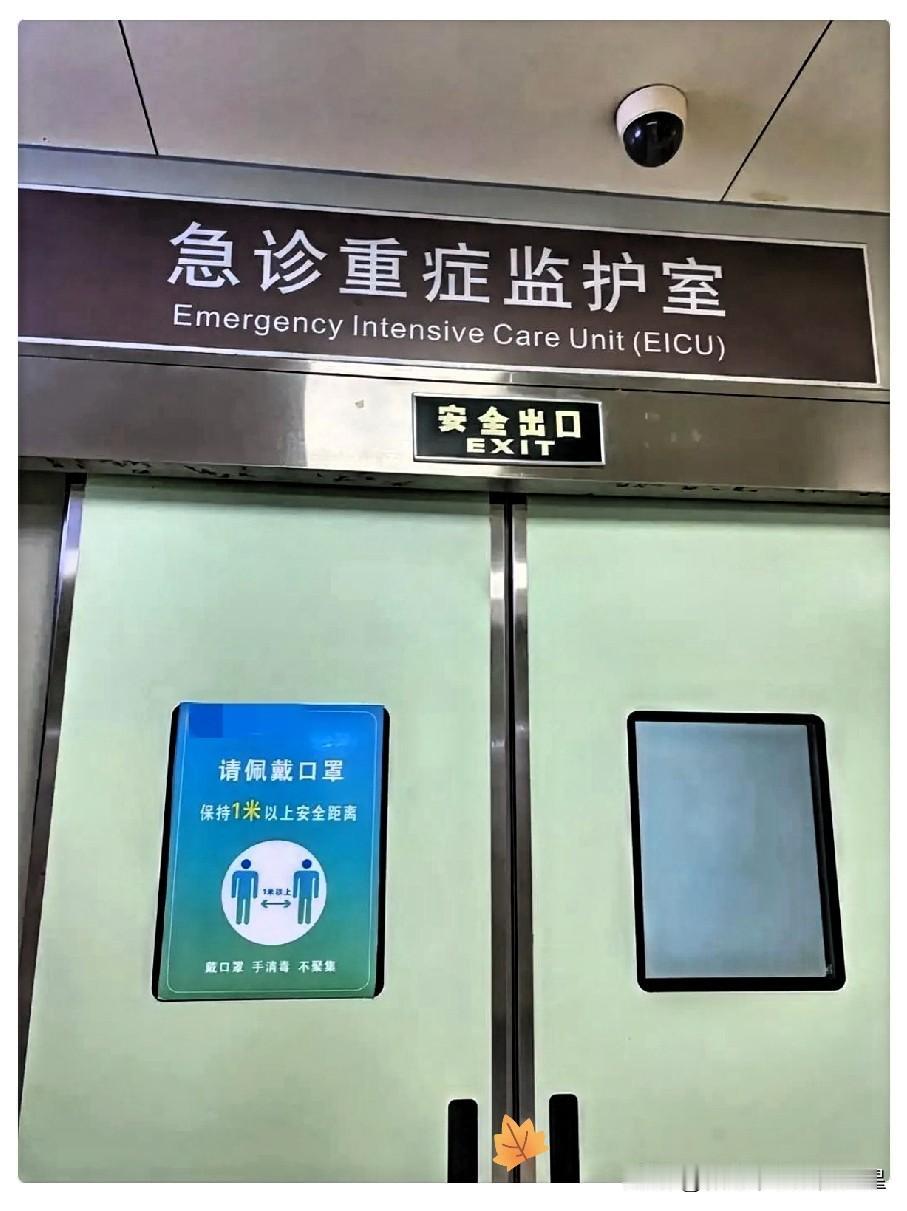 急诊重症监护室
Emergency Intensive Care Unit (EICU)
安全出口
EXIT
请佩戴口罩
保持1米以上安全距离
1米以上
戴口罩 手消毒 不聚集